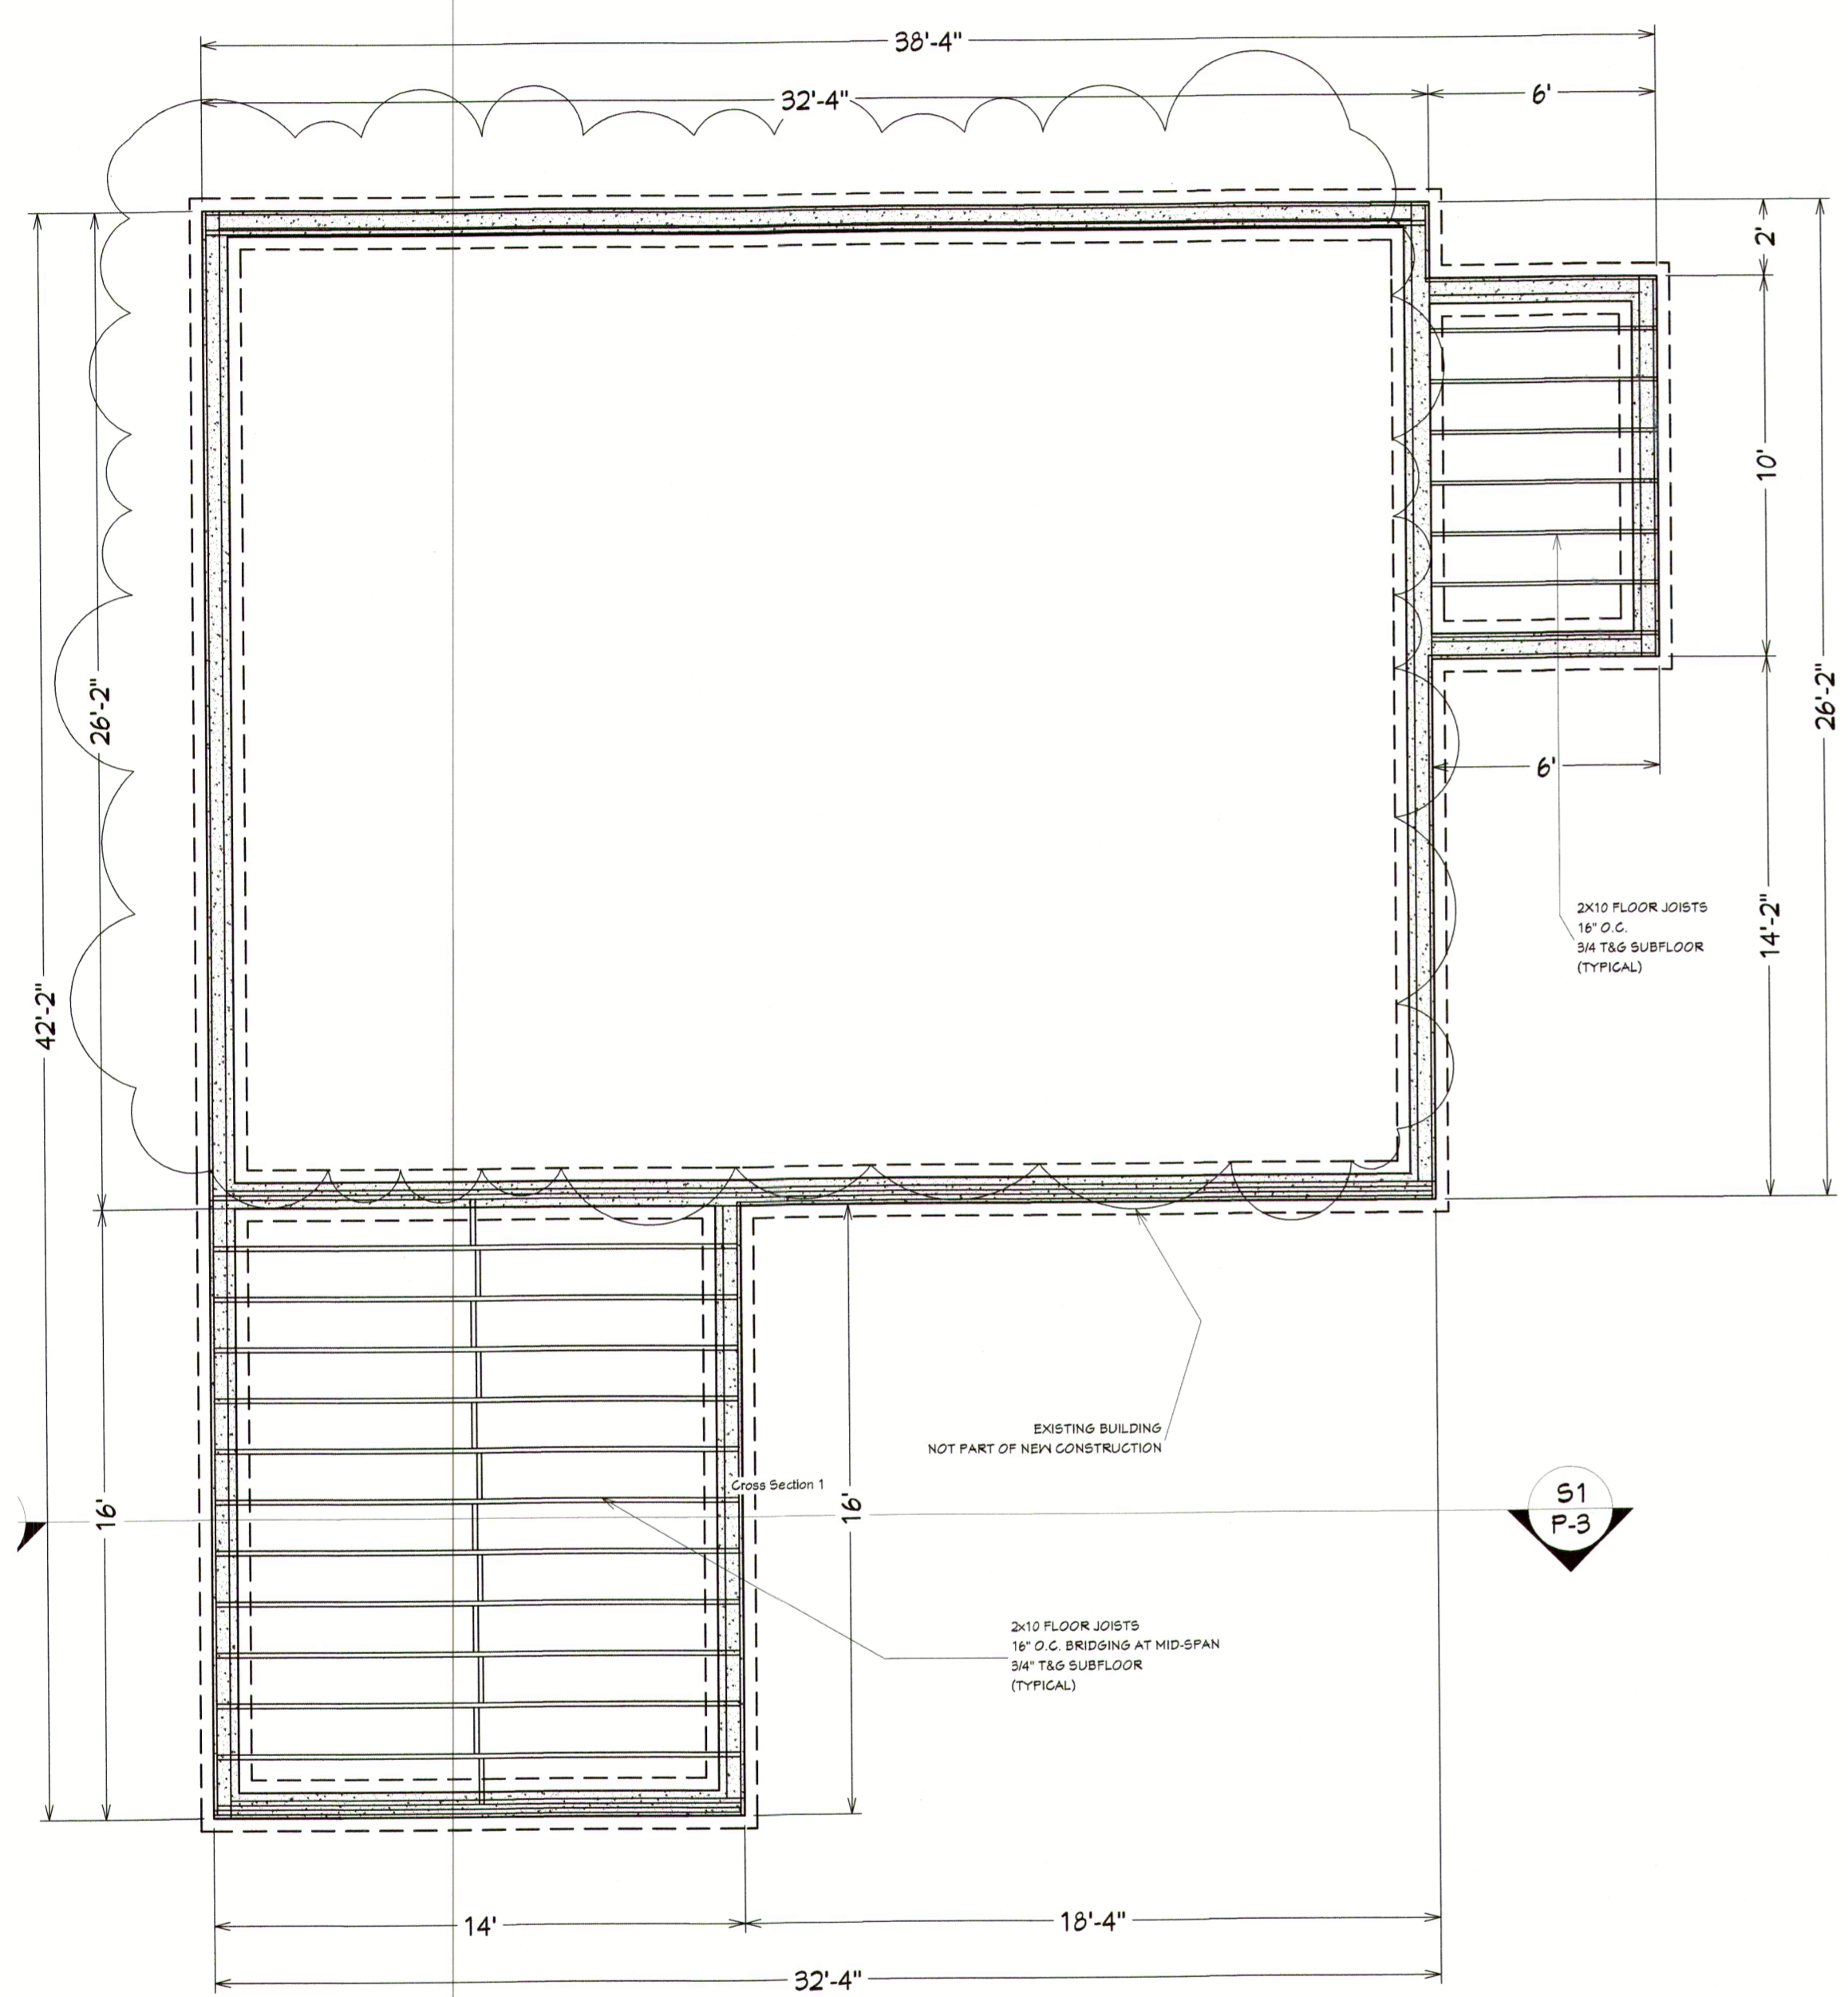 38'-4"
32'-4"
6'
2'
10'
26'-2"
26'-2"
6'
14'-2"
2X10 FLOOR JOISTS
16" O.C.
3/4 T&G SUBFLOOR
(TYPICAL)
42'-2"
EXISTING BUILDING
NOT PART OF NEW CONSTRUCTION
Cross Section 1
16'
16'
S1
P-3
2x10 FLOOR JOISTS
16" O.C. BRIDGING AT MID-SPAN
3/4" T&G SUBFLOOR
(TYPICAL)
14'
18'-4"
32'-4"